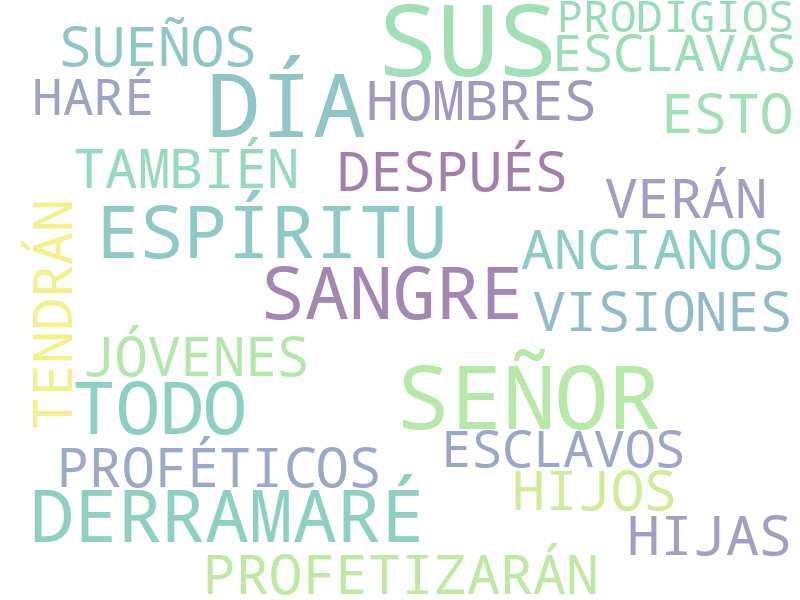 SUS
PRODIGIOS
SUEÑOS
ESCLAVAS
HARÉ
DÍA
HOMBRES
ESTO
TAMBIÉN
DESPUÉS
VERÁN
TENDRÁN
ESPÍRITU
ANCIANOS
SANGRE
VISIONES
JÓVENES
TODO
SEÑOR
PROFÉTICOS
ESCLAVOS
HIJOS
DERRAMARÉ
HIJAS
PROFETIZARÁN